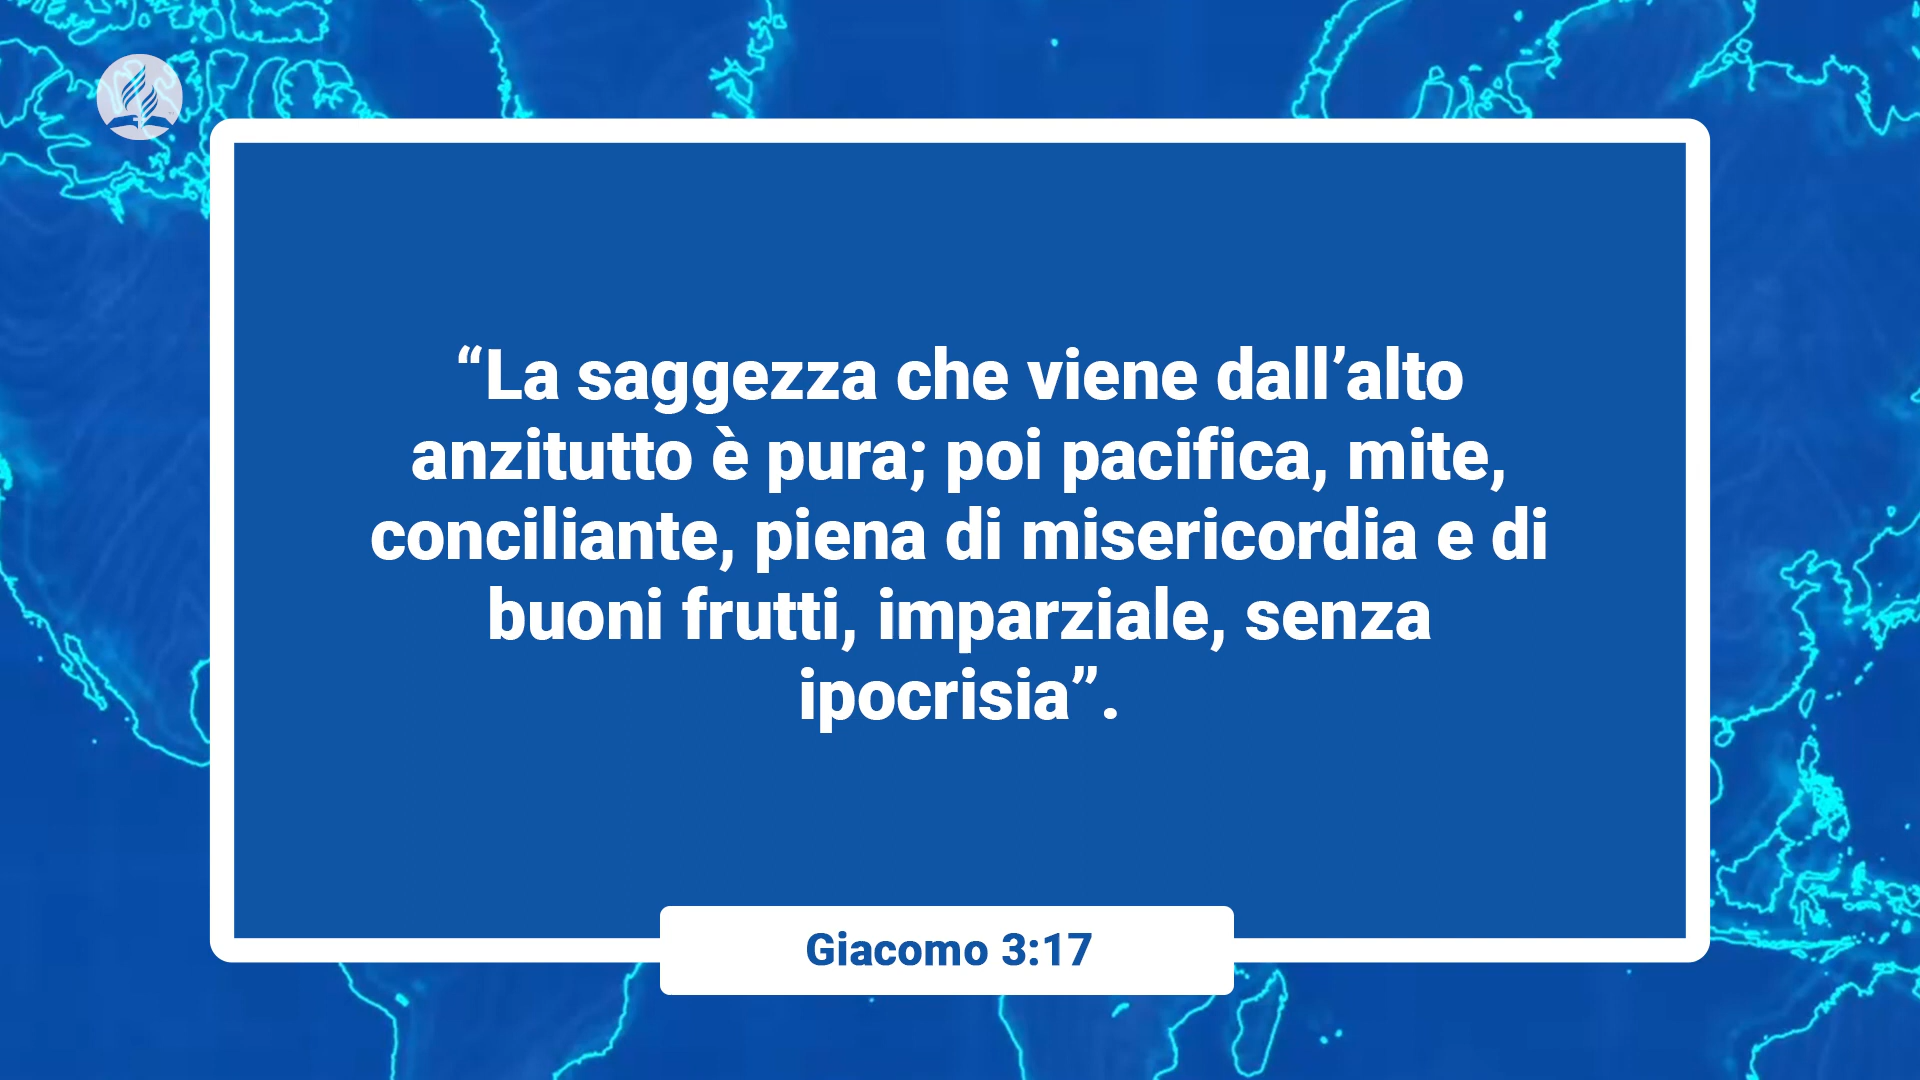 “La saggezza che viene dall’alto
anzitutto è pura; poi pacifica, mite,
conciliante, piena di misericordia e di
buoni frutti, imparziale, senza
ipocrisia”.
Giacomo 3:17